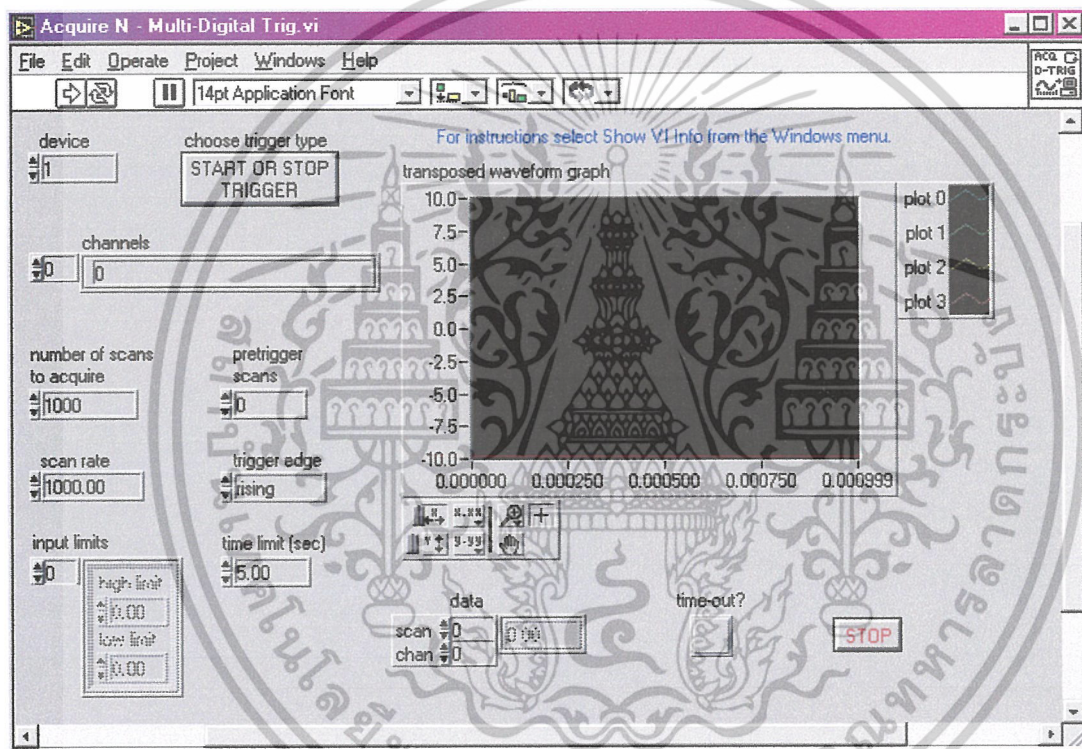 Acquire N - Multi-Digital Trig.vi
File Edit Operate Project Windows Help
ACQ
D-TRIG
14pt Application Font
For instructions select Show VI Info from the Windows menu.
device
1
choose trigger type
START OR STOP
TRIGGER
channels
0
0
number of scans
to acquire
1000
pretrigger
scans
0
scan rate
1000.00
trigger edge
rising
input limits
0
high limit
0.00
low limit
0.00
time limit (sec)
5.00
transposed waveform graph
10.0
7.5
5.0
2.5
0.0
-2.5
-5.0
-7.5
-10.0
0.000000 0.000250 0.000500 0.000750 0.000999
plot 0
plot 1
plot 2
plot 3
data
scan 0
chan 0
0.00
time-out?
STOP